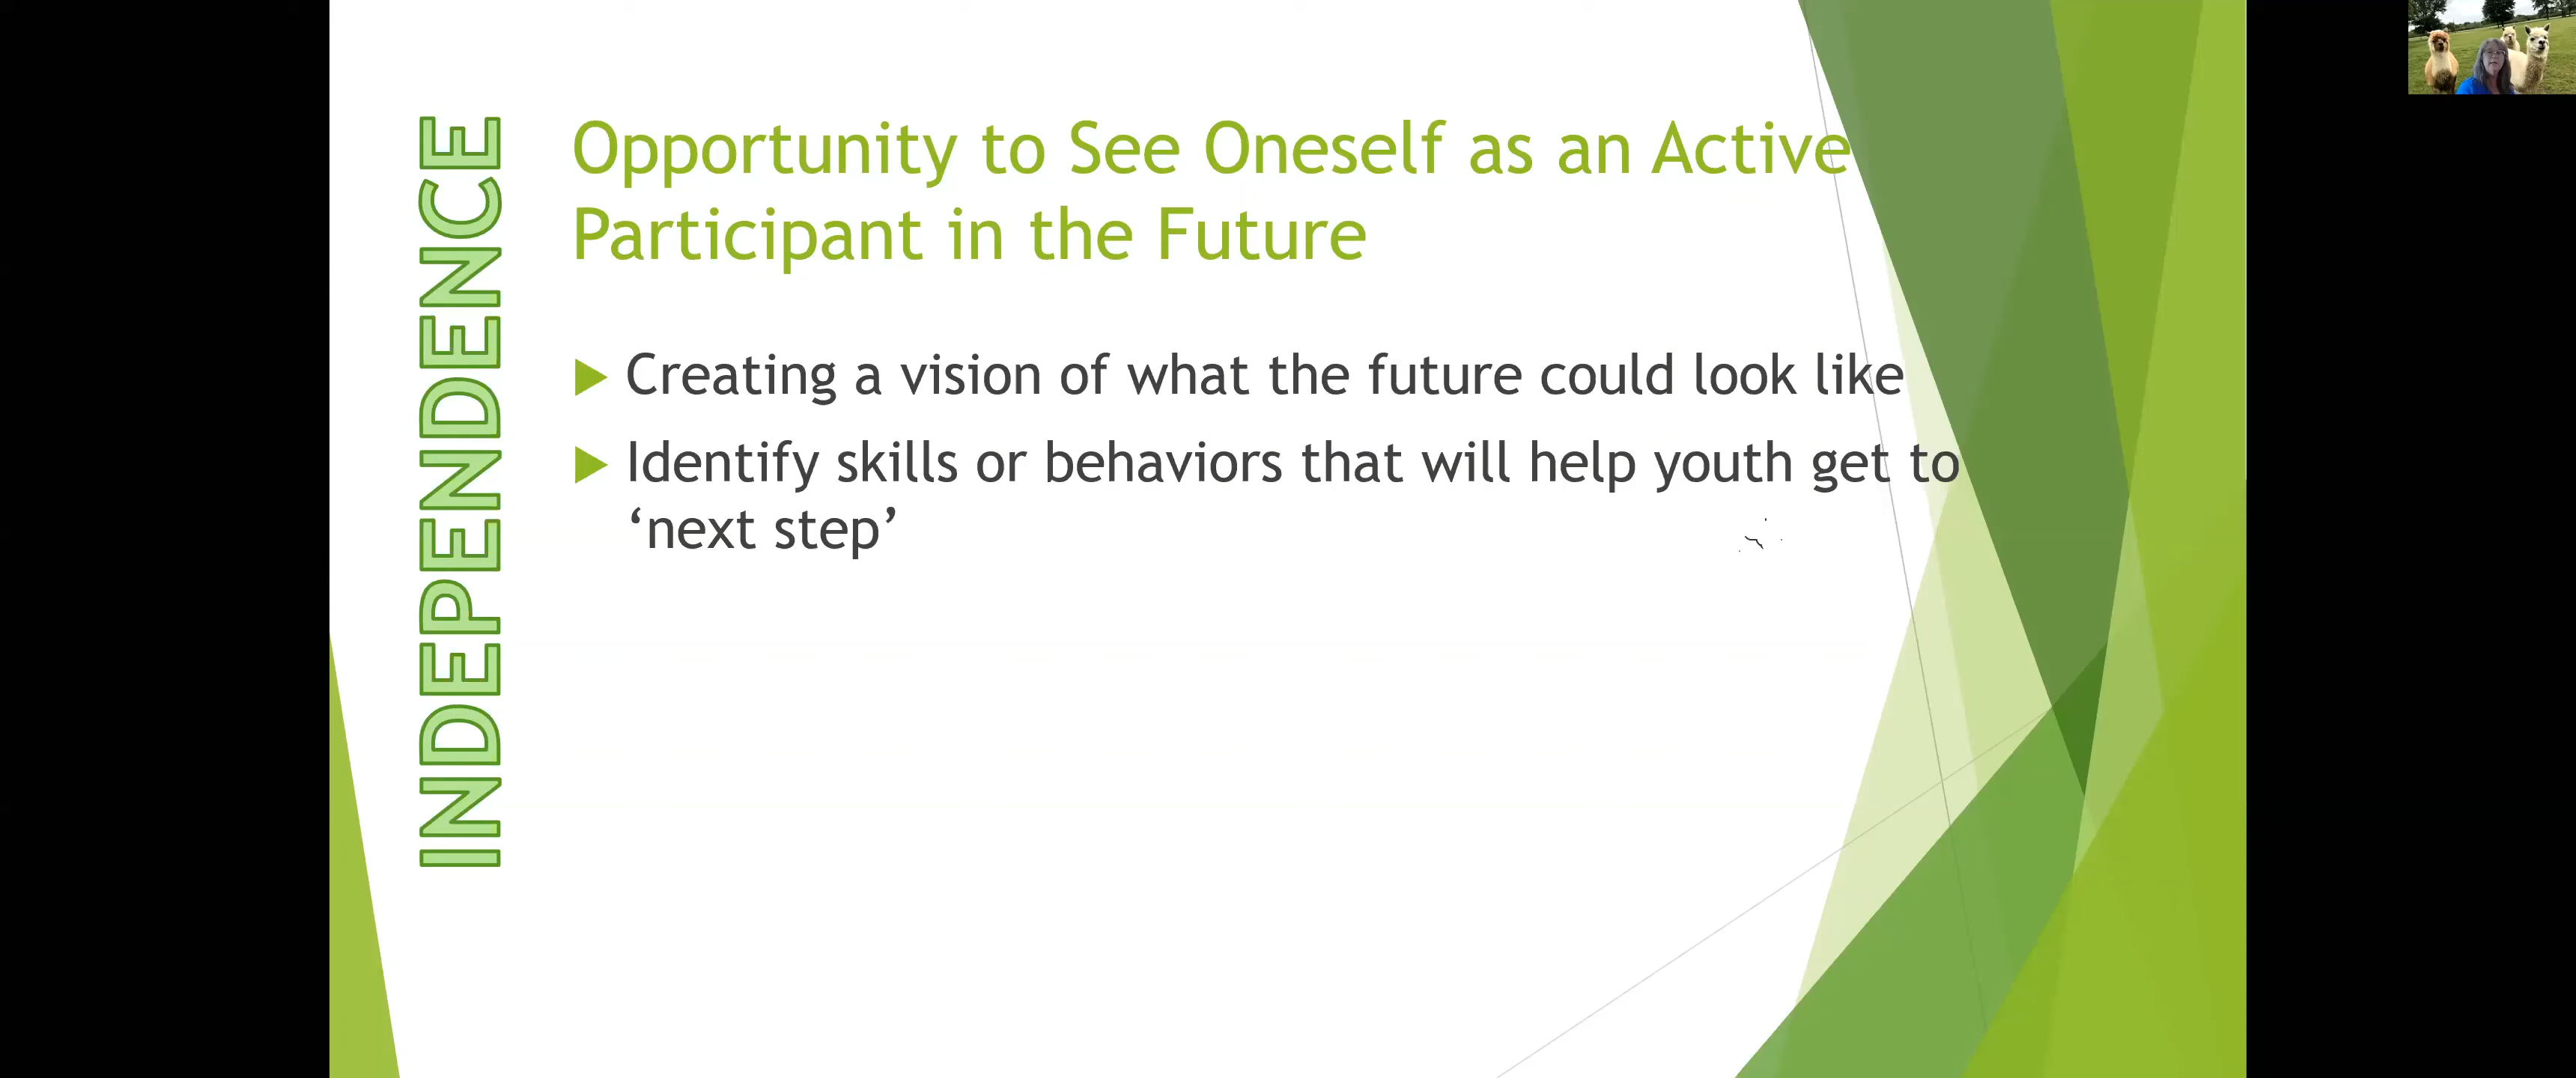 INDEPENDENCE
Opportunity to See Oneself as an Active
Participant in the Future
Creating a vision of what the future could look like
Identify skills or behaviors that will help youth get to
‘next step’